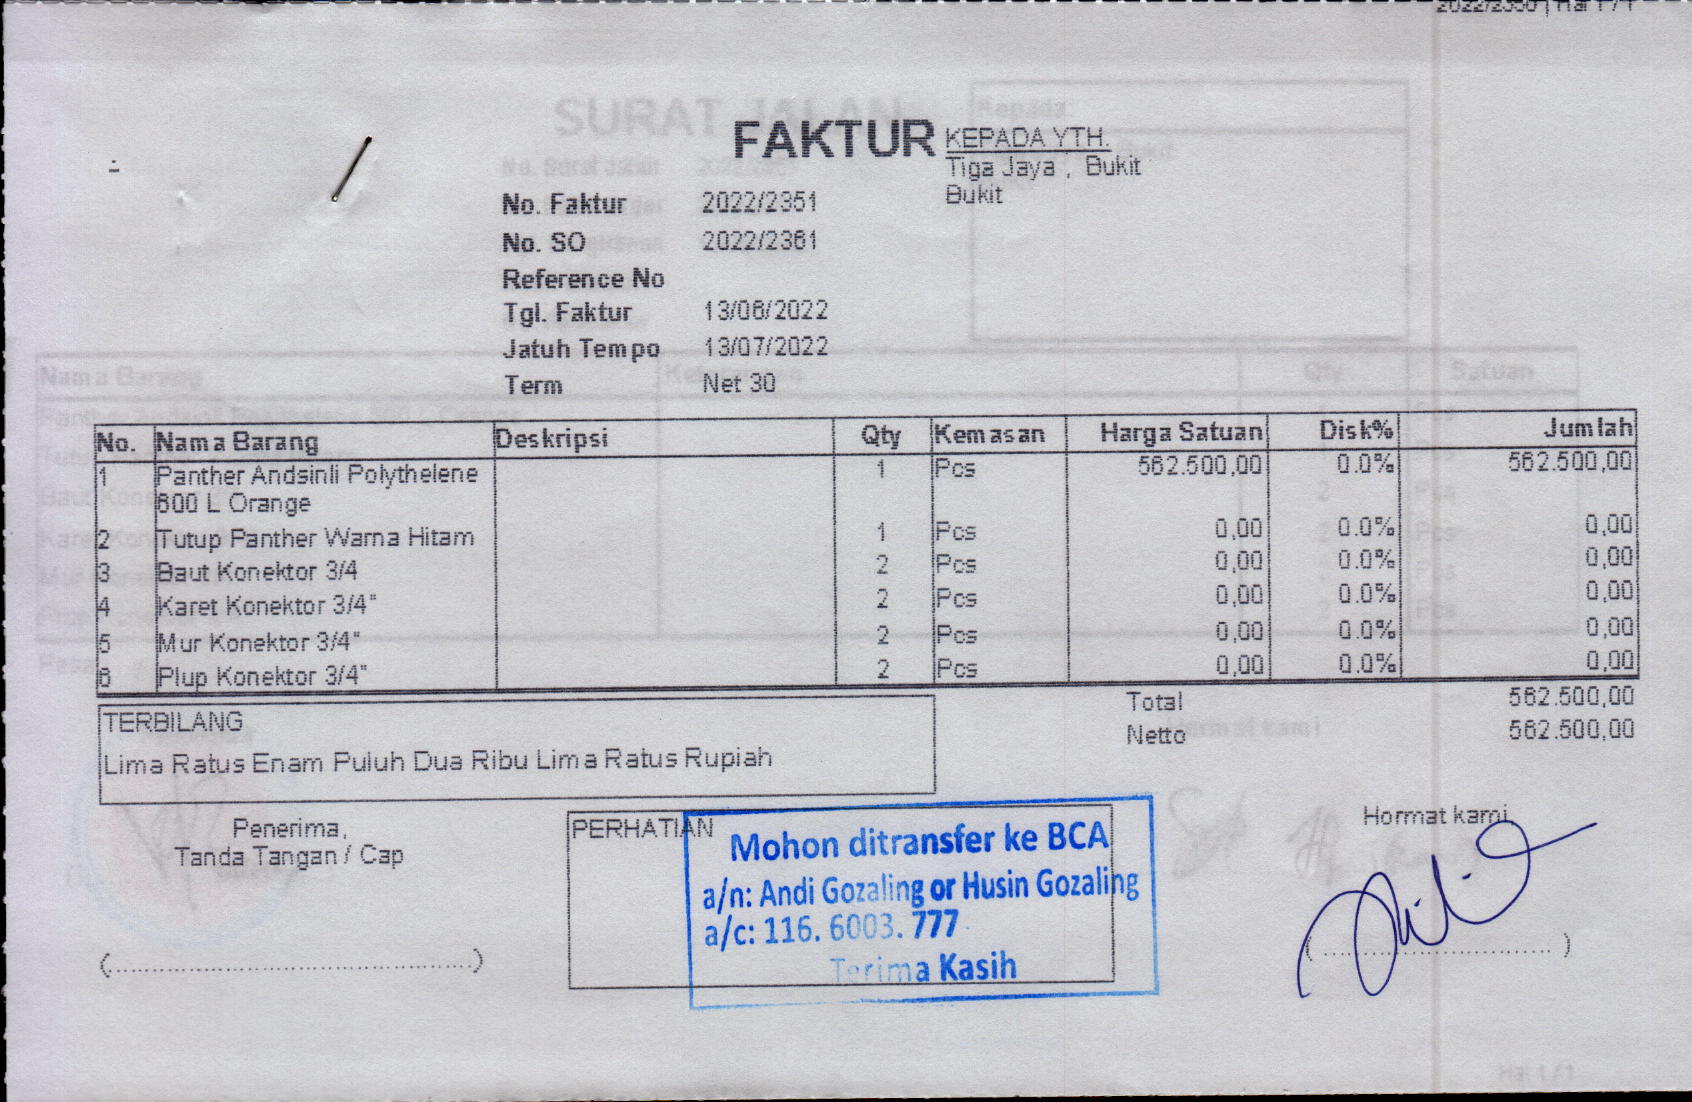 FAKTUR
KEPADA YTH.
Tiga Jaya , Bukit
Bukit
No. Faktur 2022/2351
No. SO 2022/2361
Reference No
Tgl. Faktur 13/06/2022
Jatuh Tempo 13/07/2022
Term Net 30
No. Nama Barang Deskripsi Qty Kemasan Harga Satuan Disk% Jumlah
1 Panther Andsinli Polythelene 1 Pcs 562.500,00 0.0% 562.500,00
600 L Orange
2 Tutup Panther Warna Hitam 1 Pcs 0,00 0.0% 0,00
3 Baut Konektor 3/4 2 Pcs 0,00 0.0% 0,00
4 Karet Konektor 3/4" 2 Pcs 0,00 0.0% 0,00
5 Mur Konektor 3/4" 2 Pcs 0,00 0.0% 0,00
6 Plup Konektor 3/4" 2 Pcs 0,00 0.0% 0,00
Total 562.500,00
Netto 562.500,00
TERBILANG
Lima Ratus Enam Puluh Dua Ribu Lima Ratus Rupiah
Penerima,
Tanda Tangan / Cap
PERHATIAN
Mohon ditransfer ke BCA
a/n: Andi Gozaling or Husin Gozaling
a/c: 116. 6003. 777
Terima Kasih
Hormat kami,